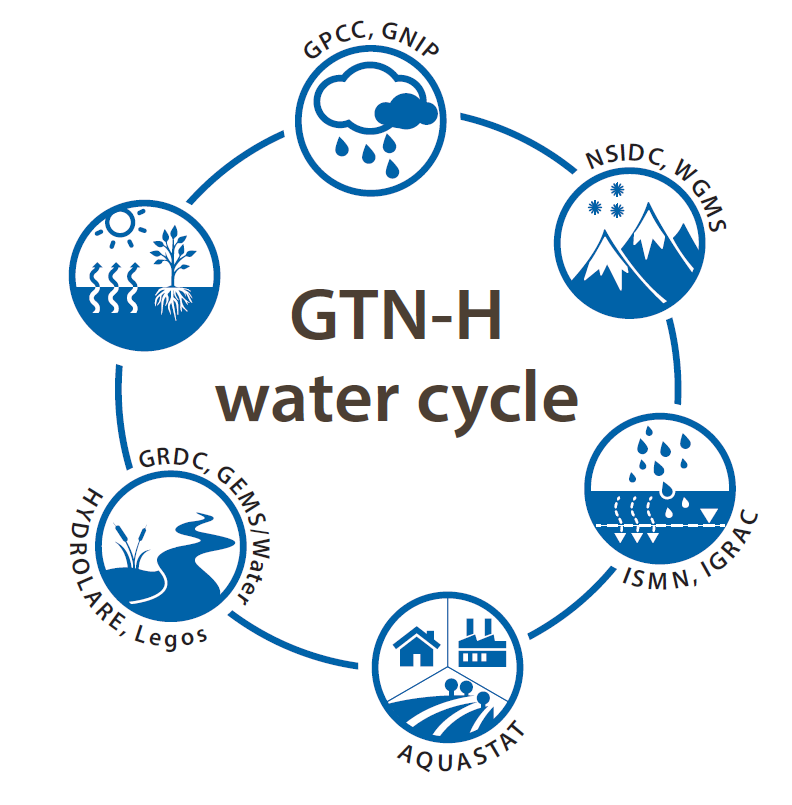 GPCC, GNIP
NSIDC, WGMS
GTN-H
water cycle
GRDC, GEMS/Water
HYDROLARE, Legos
ISMN, IGRAC
AQUASTAT